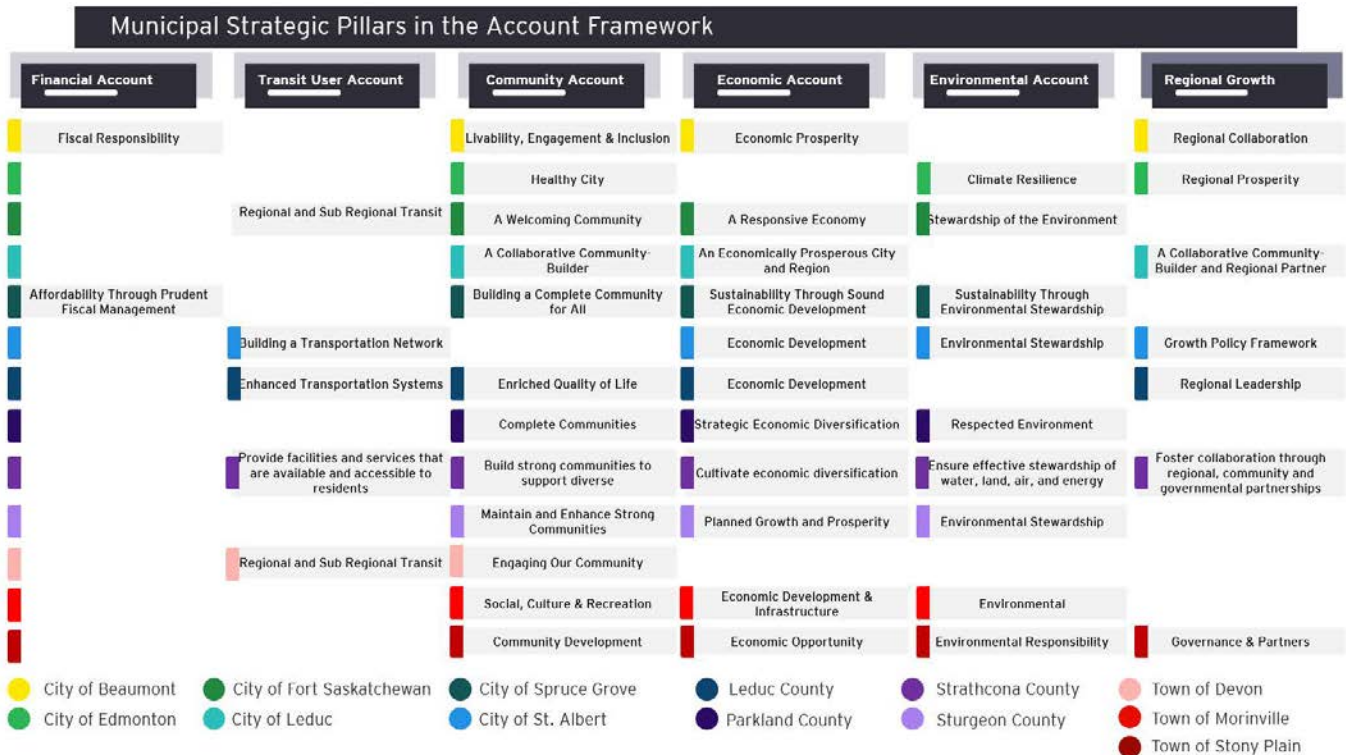 Municipal Strategic Pillars in the Account Framework
Financial Account
Transit User Account
Community Account
Economic Account
Environmental Account
Regional Growth
Fiscal Responsibility
Livability, Engagement & Inclusion
Economic Prosperity
Regional Collaboration
Healthy City
Climate Resilience
Regional Prosperity
Regional and Sub Regional Transit
A Welcoming Community
A Responsive Economy
Stewardship of the Environment
A Collaborative Community-
Builder
An Economically Prosperous City
and Region
A Collaborative Community-
Builder and Regional Partner
Affordability Through Prudent
Fiscal Management
Building a Complete Community
for All
Sustainability Through Sound
Economic Development
Sustainability Through
Environmental Stewardship
Building a Transportation Network
Economic Development
Environmental Stewardship
Growth Policy Framework
Enhanced Transportation Systems
Enriched Quality of Life
Economic Development
Regional Leadership
Complete Communities
Strategic Economic Diversification
Respected Environment
Provide facilities and services that
are available and accessible to
residents
Build strong communities to
support diverse
Cultivate economic diversification
Ensure effective stewardship of
water, land, air, and energy
Foster collaboration through
regional, community and
governmental partnerships
Maintain and Enhance Strong
Communities
Planned Growth and Prosperity
Environmental Stewardship
Regional and Sub Regional Transit
Engaging Our Community
Social, Culture & Recreation
Economic Development &
Infrastructure
Environmental
Community Development
Economic Opportunity
Environmental Responsibility
Governance & Partners
City of Beaumont
City of Fort Saskatchewan
City of Spruce Grove
Leduc County
Strathcona County
Town of Devon
City of Edmonton
City of Leduc
City of St. Albert
Parkland County
Sturgeon County
Town of Morinville
Town of Stony Plain